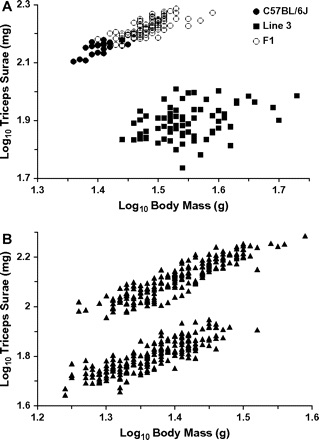 A
2.3
2.1
1.9
1.7
Log10 Triceps Surae (mg)
C57BL/6J
Line 3
F1
1.3 1.4 1.5 1.6 1.7
Log10 Body Mass (g)
B
2.2
2.0
1.8
1.6
Log10 Triceps Surae (mg)
1.2 1.3 1.4 1.5 1.6
Log10 Body Mass (g)